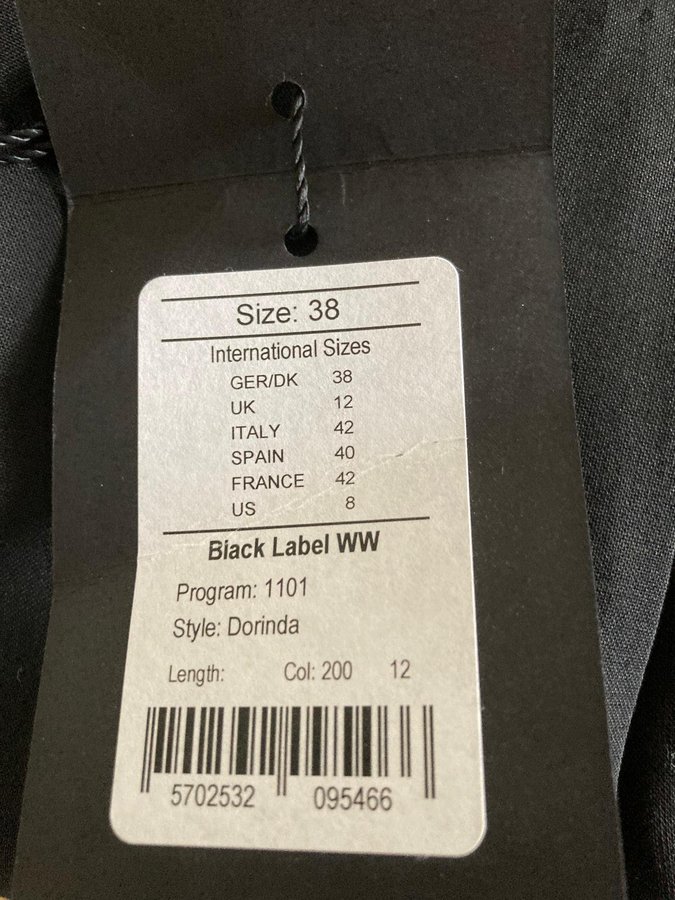 Size: 38
International Sizes
GER/DK 38
UK 12
ITALY 42
SPAIN 40
FRANCE 42
US 8
Black Label WW
Program: 1101
Style: Dorinda
Length: Col: 200 12
5702532 095466